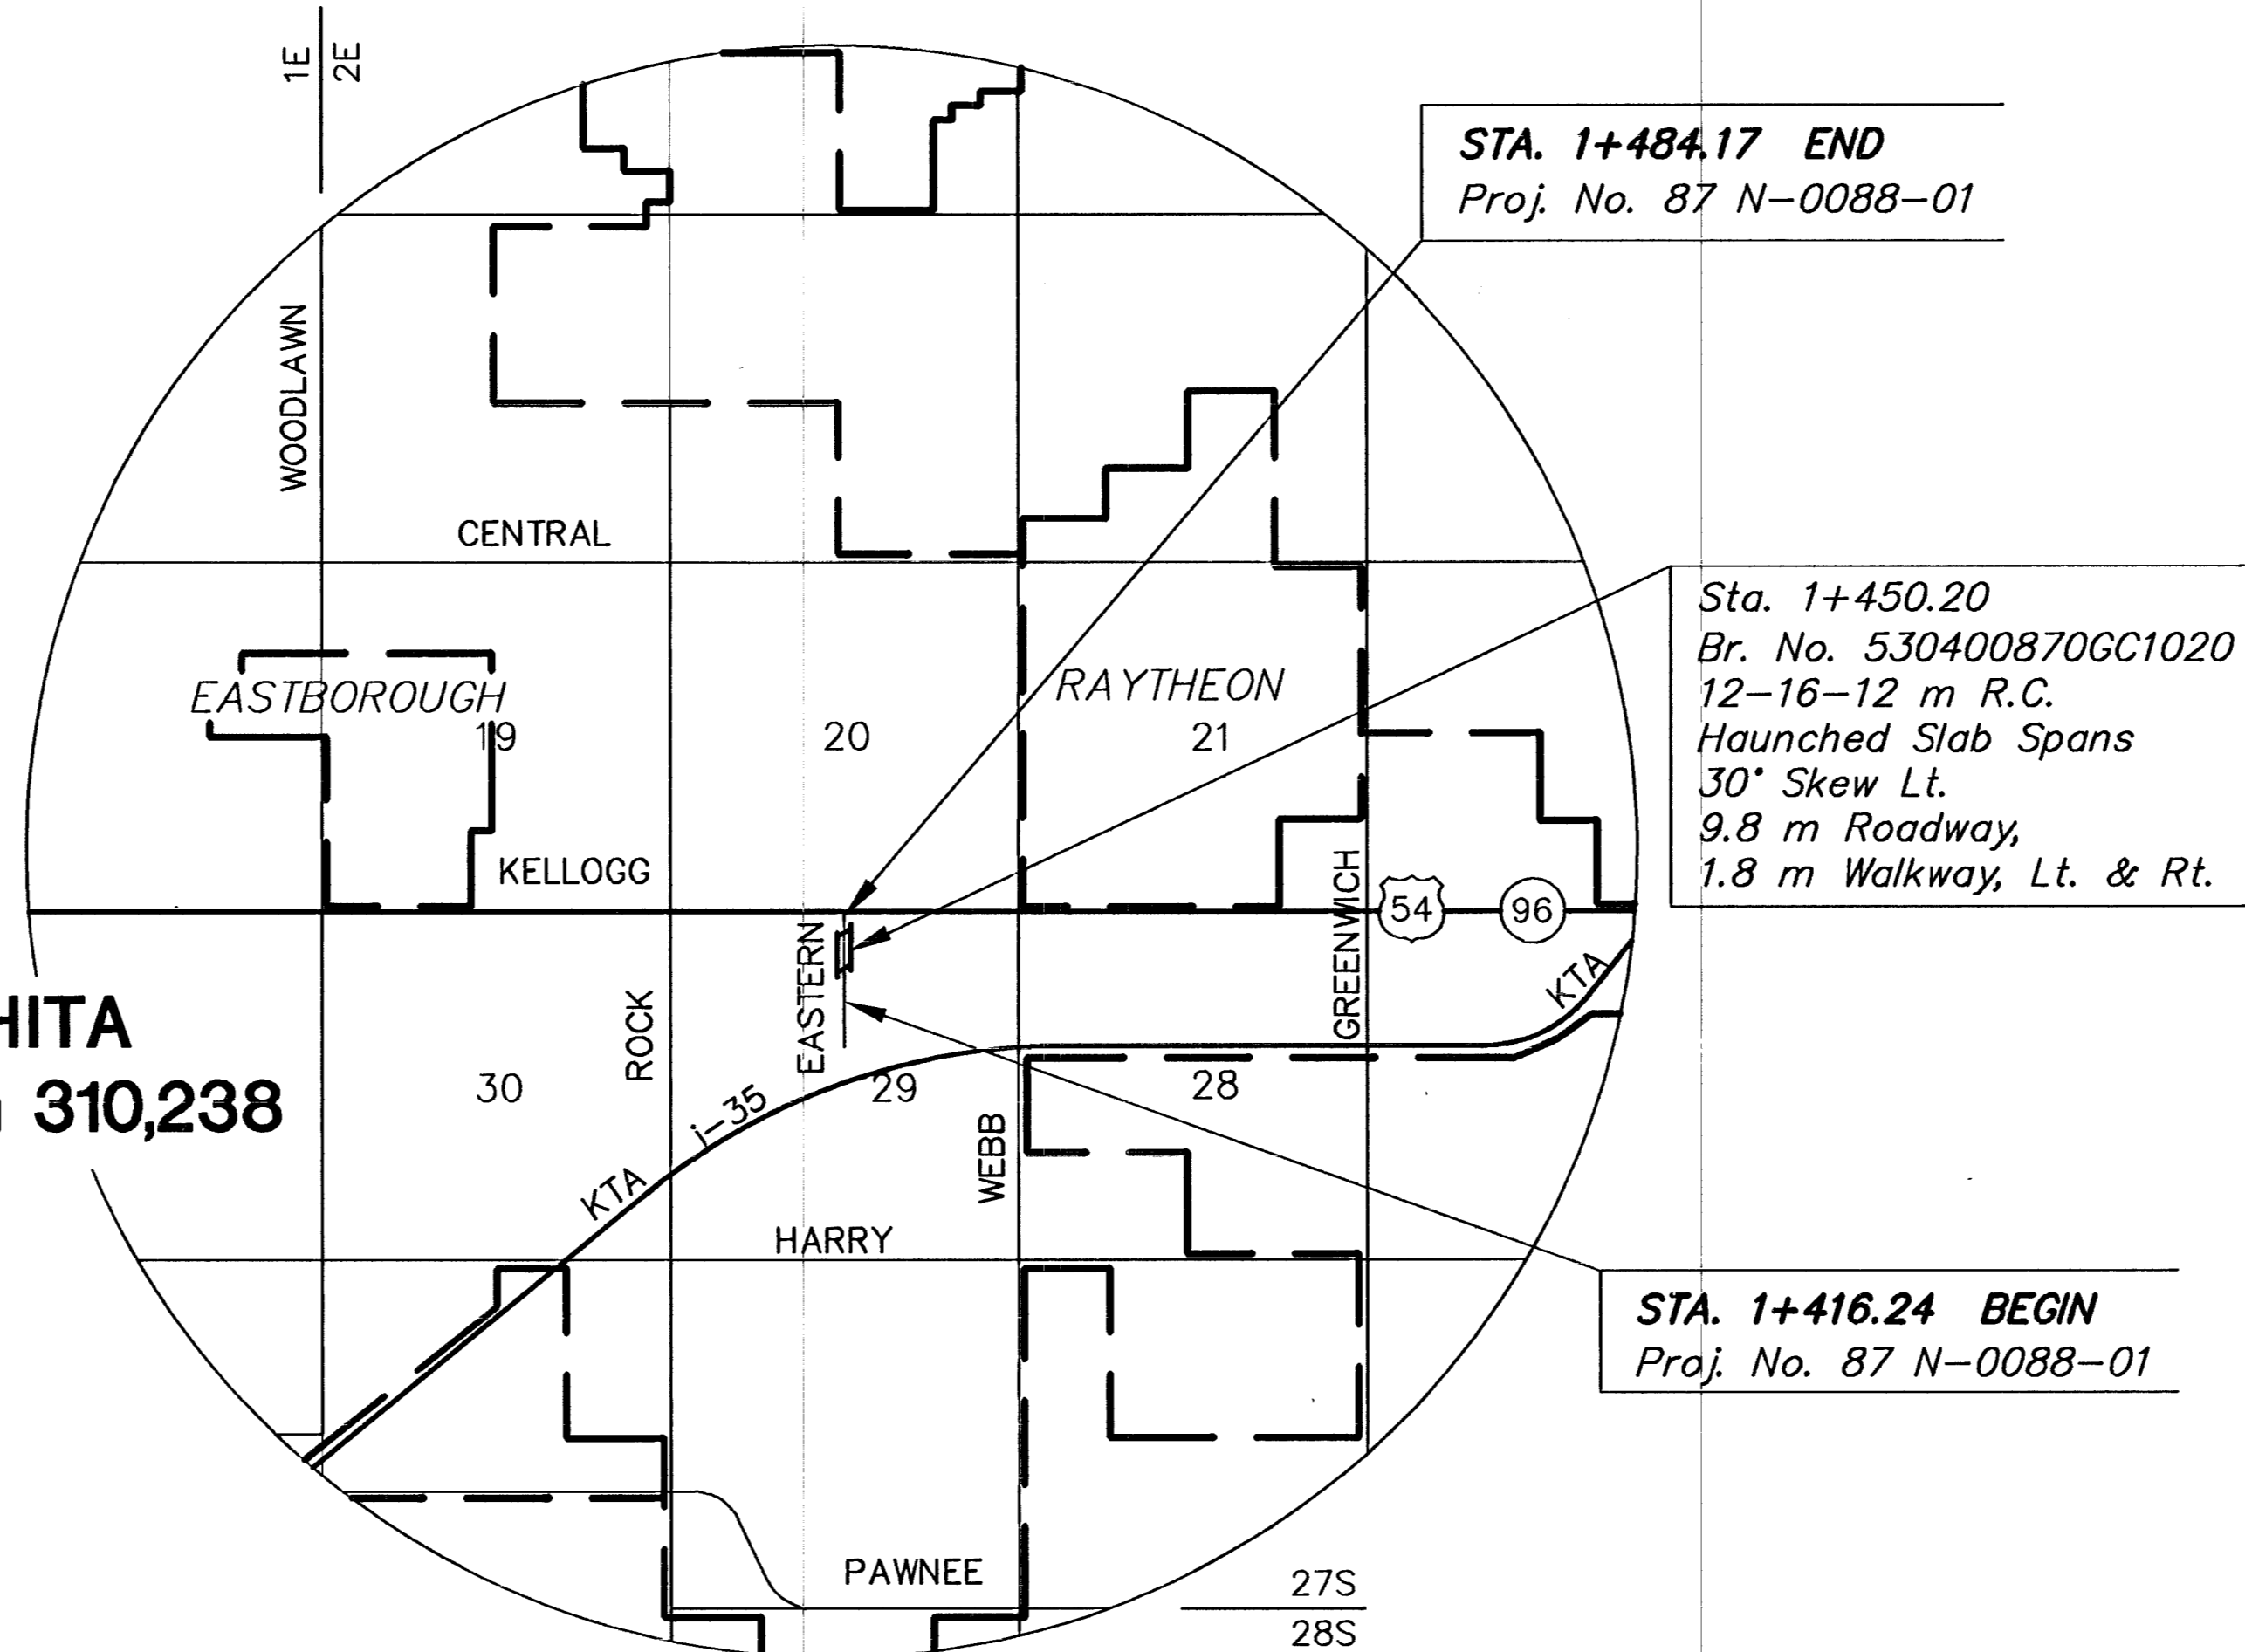 1E
2E
STA. 1+484.17 END
Proj. No. 87 N-0088-01
WOODLAWN
CENTRAL
Sta. 1+450.20
Br. No. 530400870GC1020
12-16-12 m R.C.
Haunched Slab Spans
30° Skew Lt.
9.8 m Roadway,
1.8 m Walkway, Lt. & Rt.
EASTBOROUGH
RAYTHEON
19
20
21
KELLOGG
GREENWICH
54
96
EASTERN
KTA
ROCK
HITA
310,238
30
29
28
i-35
WEBB
KTA
HARRY
STA. 1+416.24 BEGIN
Proj. No. 87 N-0088-01
PAWNEE
27S
28S